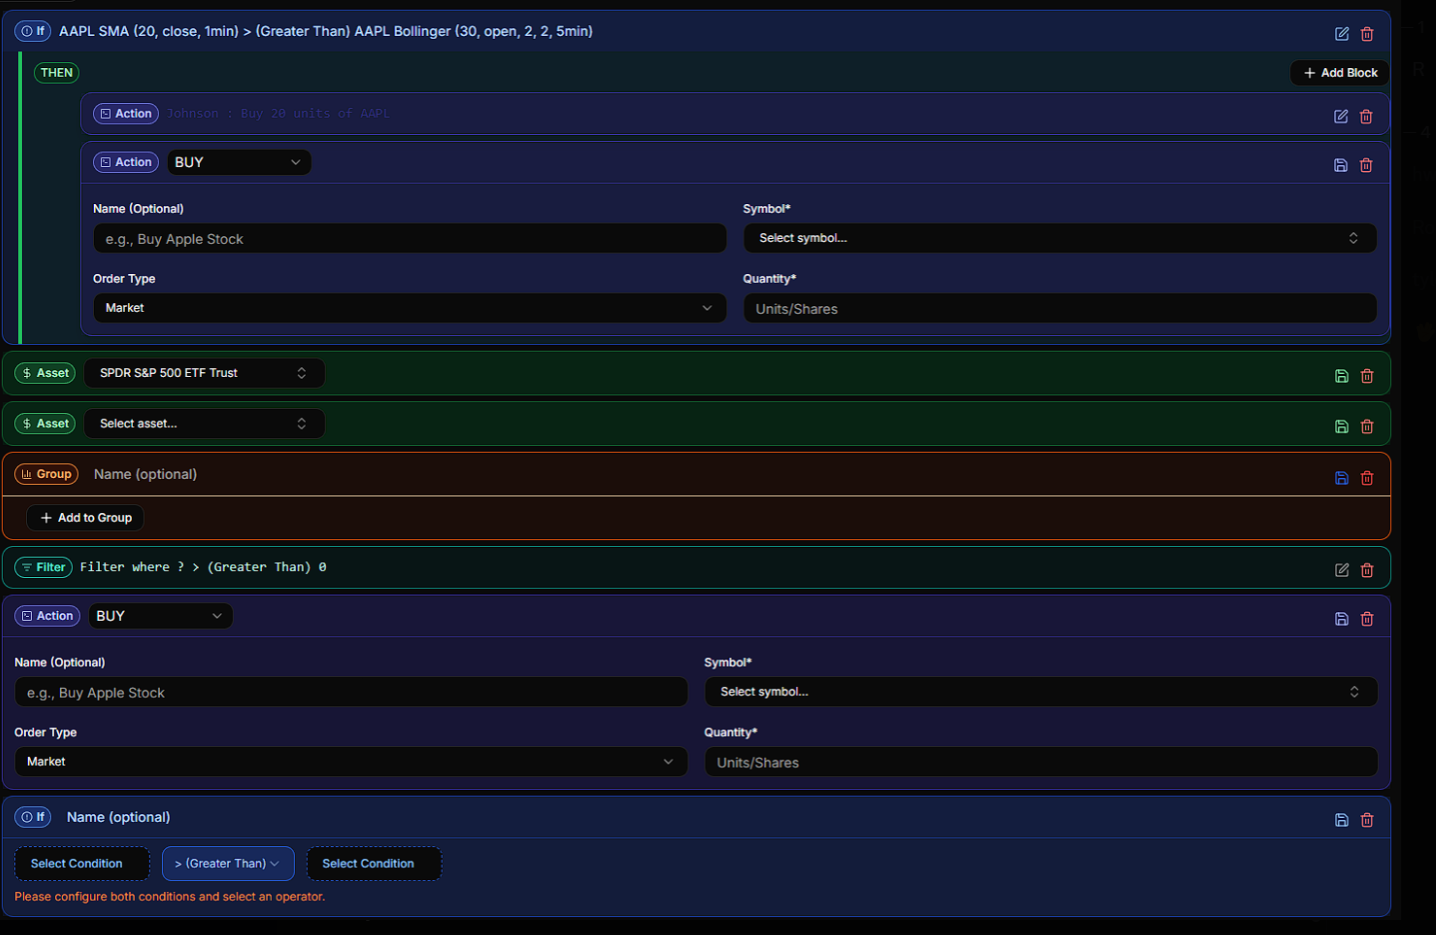 If AAPL SMA (20, close, 1min) > (Greater Than) AAPL Bollinger (30, open, 2, 2, 5min)
THEN
+ Add Block
Action Johnson : Buy 20 units of AAPL
Action BUY
Name (Optional)
Symbol*
e.g., Buy Apple Stock
Select symbol...
Order Type
Quantity*
Market
Units/Shares
$ Asset SPDR S&P 500 ETF Trust
$ Asset Select asset...
Group Name (optional)
+ Add to Group
Filter Filter where ? > (Greater Than) 0
Action BUY
Name (Optional)
Symbol*
e.g., Buy Apple Stock
Select symbol...
Order Type
Quantity*
Market
Units/Shares
If Name (optional)
Select Condition > (Greater Than) Select Condition
Please configure both conditions and select an operator.